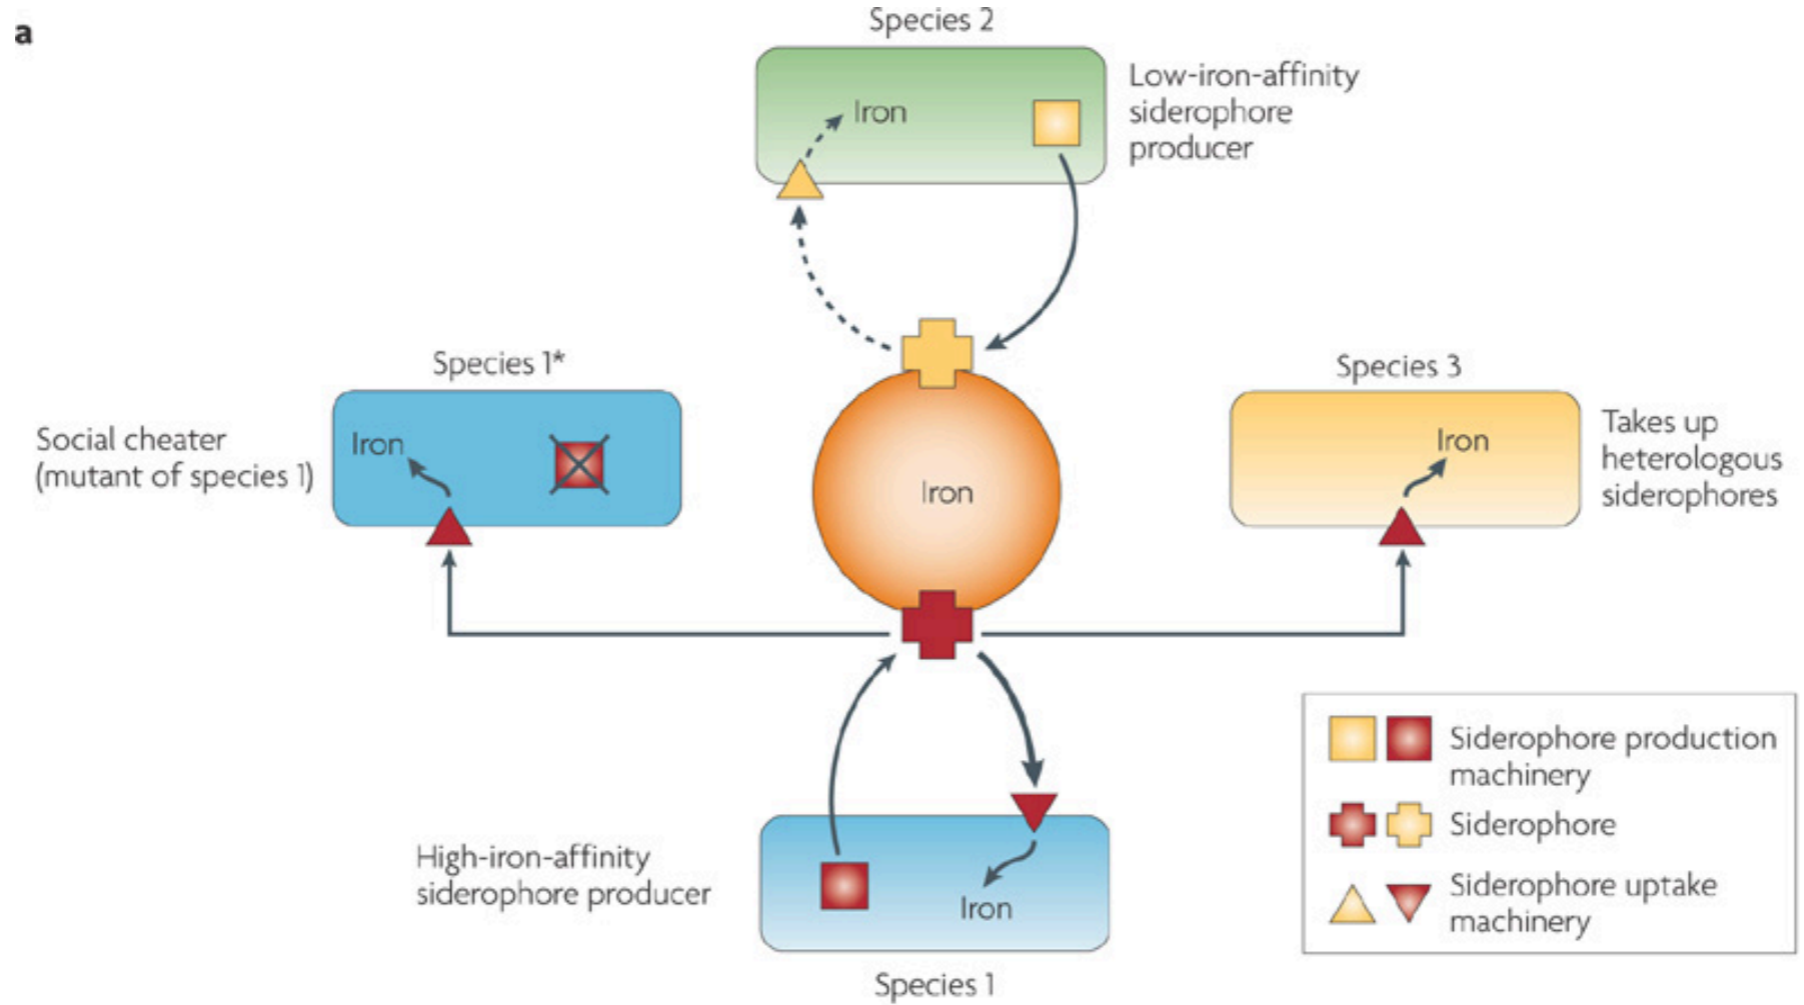 a
Species 2
Low-iron-affinity
siderophore
producer
Iron
Species 1*
Social cheater
(mutant of species 1)
Iron
Iron
Species 3
Takes up
heterologous
siderophores
Iron
High-iron-affinity
siderophore producer
Iron
Species 1
Siderophore production
machinery
Siderophore
Siderophore uptake
machinery